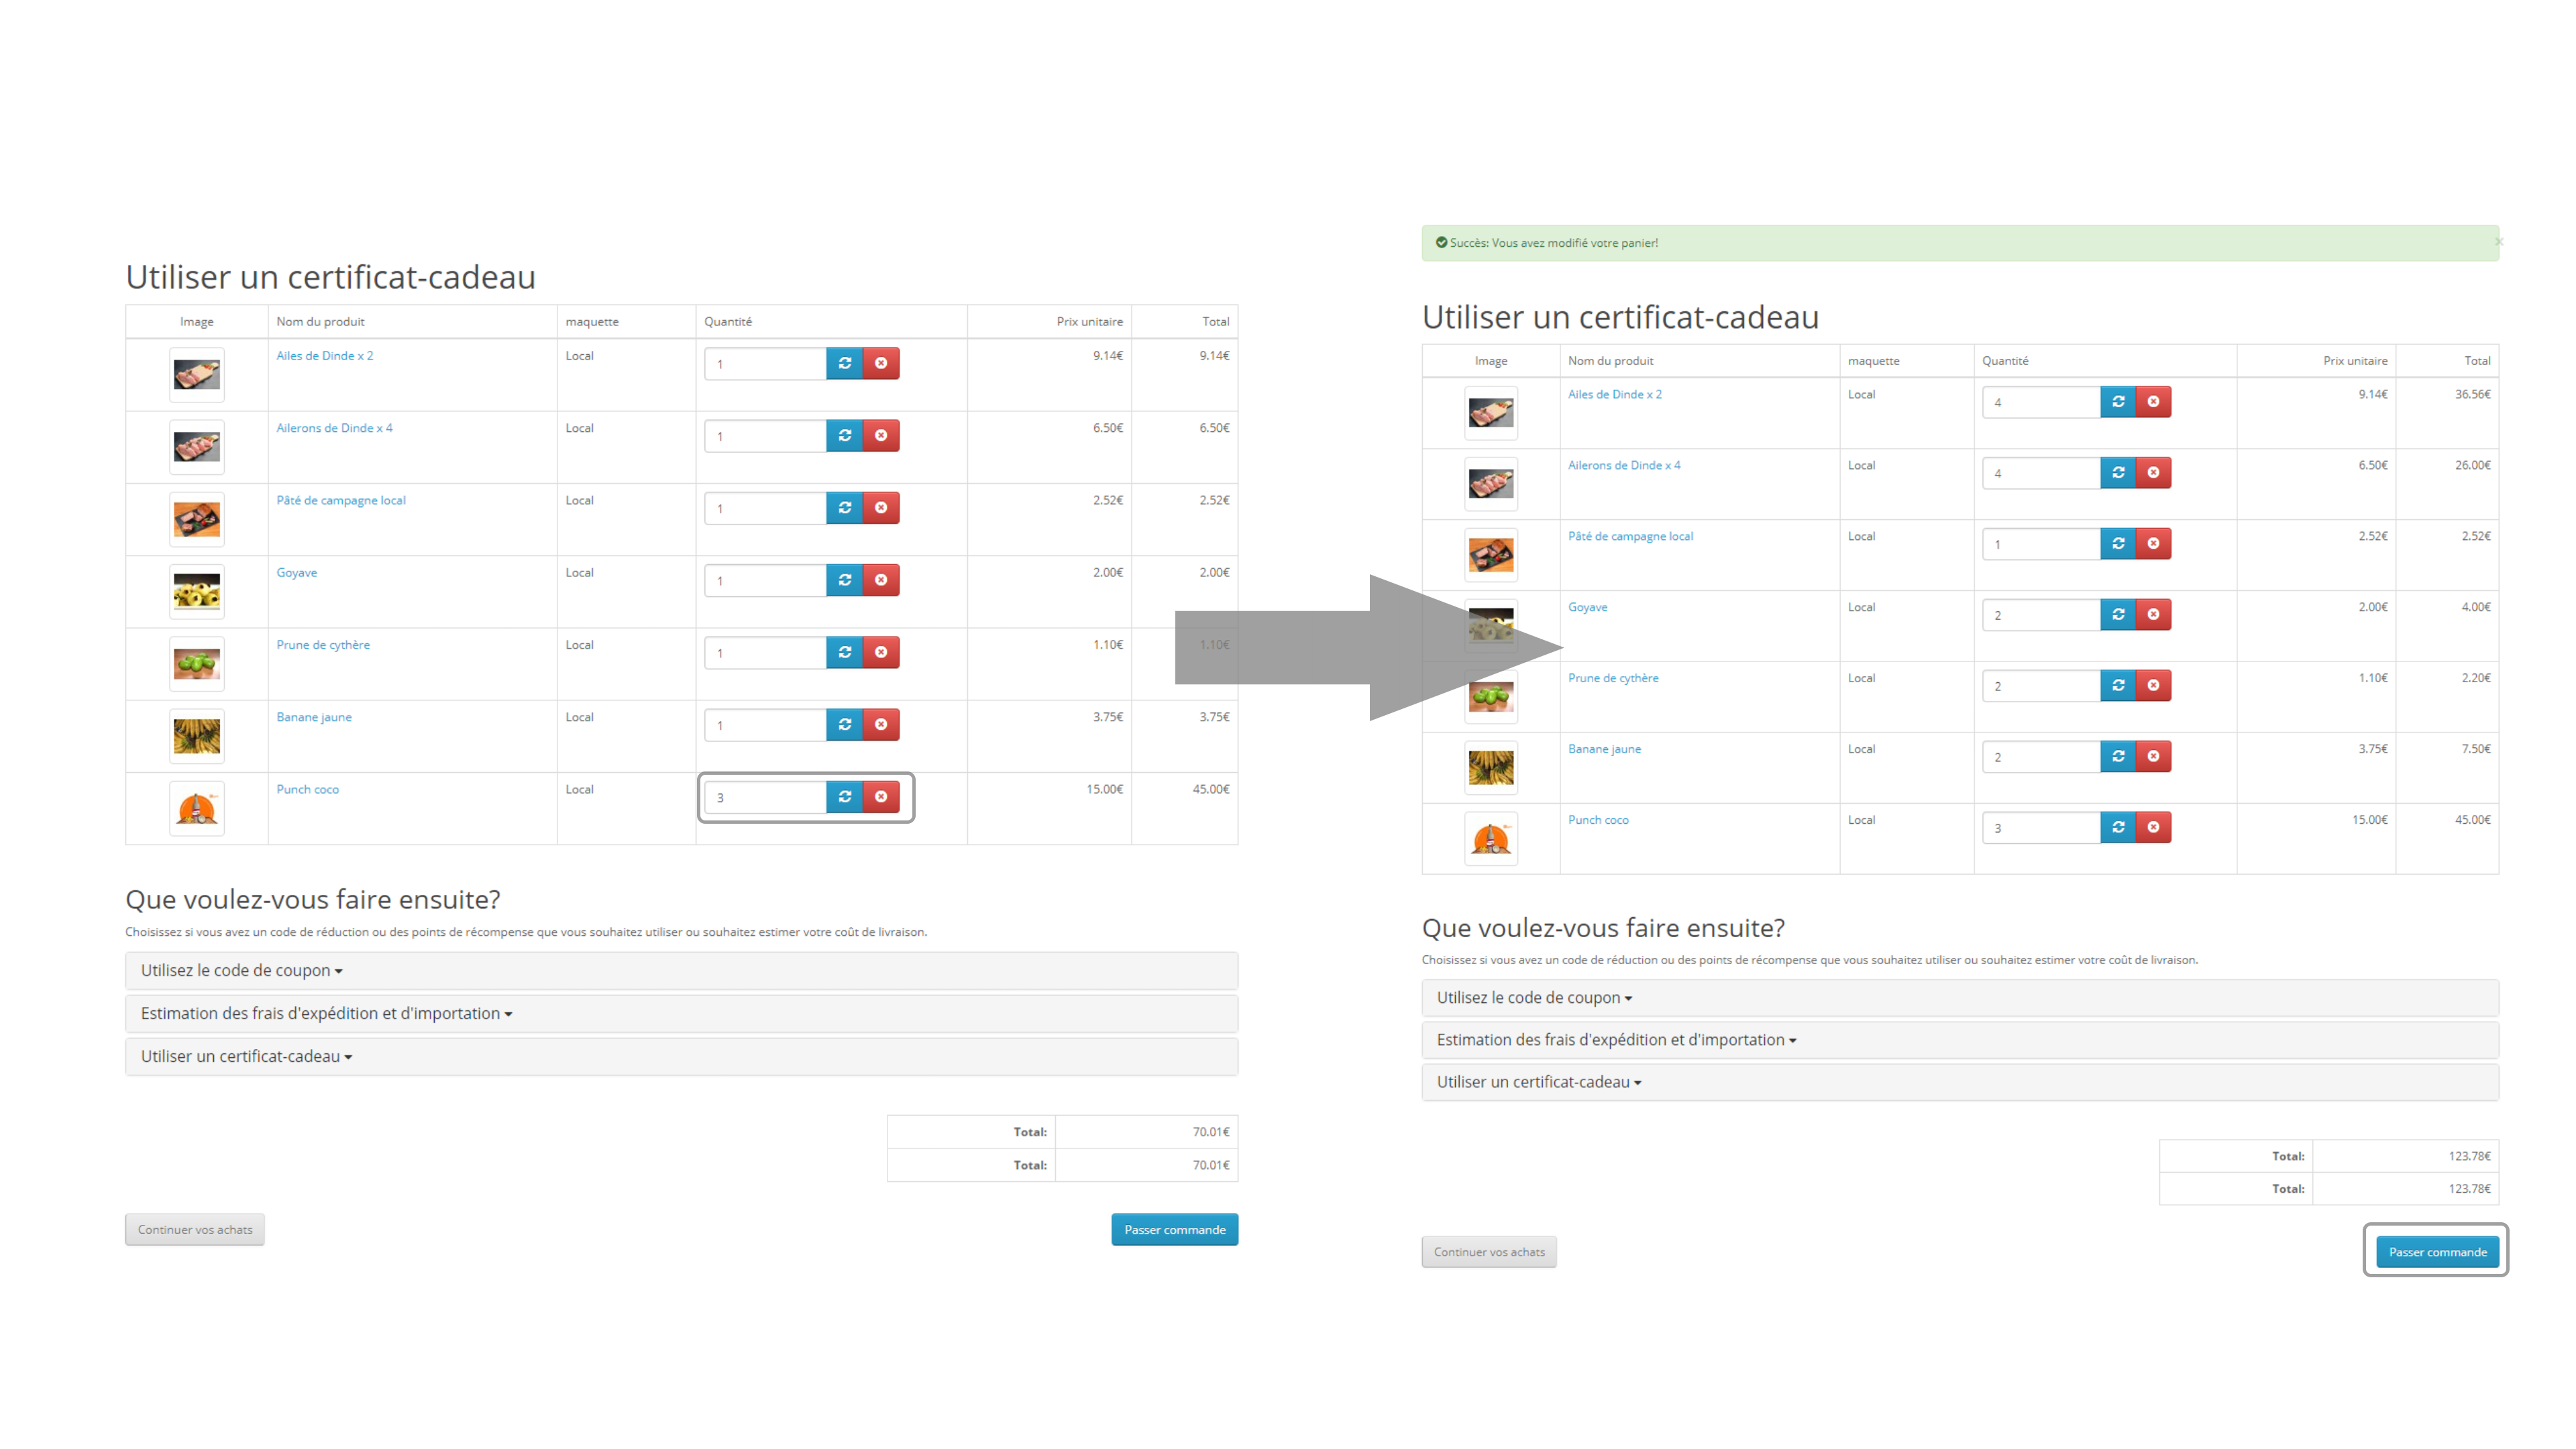 Utiliser un certificat-cadeau
Image Nom du produit maquette Quantité Prix unitaire Total
Ailes de Dinde x 2 Local 1 9.14€ 9.14€
Ailerons de Dinde x 4 Local 1 6.50€ 6.50€
Pâté de campagne local Local 1 2.52€ 2.52€
Goyave Local 1 2.00€ 2.00€
Prune de cythère Local 1 1.10€ 1.10€
Banane jaune Local 1 3.75€ 3.75€
Punch coco Local 3 15.00€ 45.00€
Que voulez-vous faire ensuite?
Choisissez si vous avez un code de réduction ou des points de récompense que vous souhaitez utiliser ou souhaitez estimer votre coût de livraison.
Utilisez le code de coupon
Estimation des frais d'expédition et d'importation
Utiliser un certificat-cadeau
Total: 70.01€
Total: 70.01€
Continuer vos achats Passer commande
Succès: Vous avez modifié votre panier! ×
Utiliser un certificat-cadeau
Image Nom du produit maquette Quantité Prix unitaire Total
Ailes de Dinde x 2 Local 4 9.14€ 36.56€
Ailerons de Dinde x 4 Local 4 6.50€ 26.00€
Pâté de campagne local Local 1 2.52€ 2.52€
Goyave Local 2 2.00€ 4.00€
Prune de cythère Local 2 1.10€ 2.20€
Banane jaune Local 2 3.75€ 7.50€
Punch coco Local 3 15.00€ 45.00€
Que voulez-vous faire ensuite?
Choisissez si vous avez un code de réduction ou des points de récompense que vous souhaitez utiliser ou souhaitez estimer votre coût de livraison.
Utilisez le code de coupon
Estimation des frais d'expédition et d'importation
Utiliser un certificat-cadeau
Total: 123.78€
Total: 123.78€
Continuer vos achats Passer commande